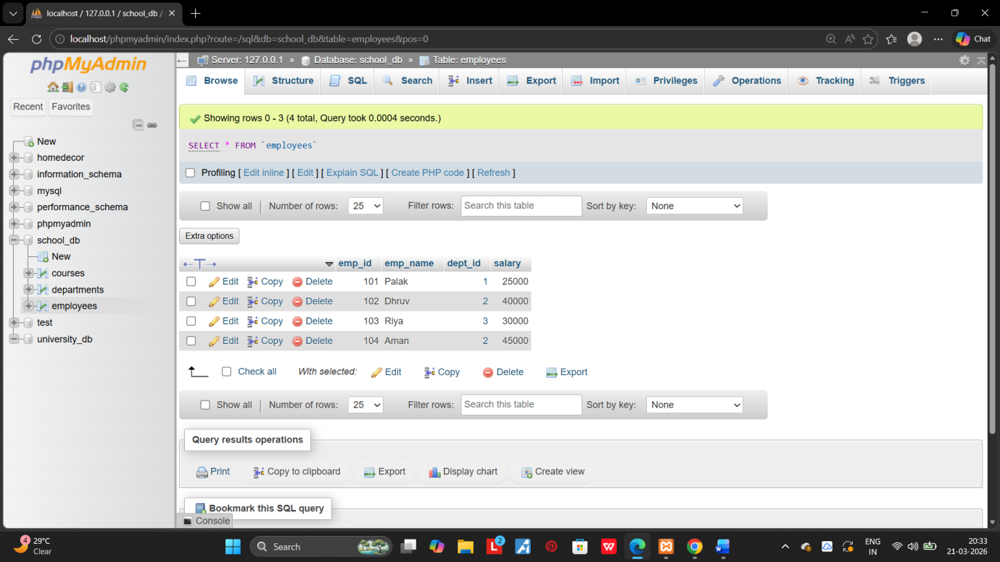 localhost / 127.0.0.1 / school_db /
localhost/phpmyadmin/index.php?route=/sql&db=school_db&table=employees&pos=0
Chat
phpMyAdmin
Recent Favorites
New
homedecor
information_schema
mysql
performance_schema
phpmyadmin
school_db
New
courses
departments
employees
test
university_db
Server: 127.0.0.1 » Database: school_db » Table: employees
Browse Structure SQL Search Insert Export Import Privileges Operations Tracking Triggers
Showing rows 0 - 3 (4 total, Query took 0.0004 seconds.)
SELECT * FROM `employees`
Profiling [ Edit inline ] [ Edit ] [ Explain SQL ] [ Create PHP code ] [ Refresh ]
Show all Number of rows: 25 Filter rows: Search this table Sort by key: None
Extra options
emp_id emp_name dept_id salary
Edit Copy Delete 101 Palak 1 25000
Edit Copy Delete 102 Dhruv 2 40000
Edit Copy Delete 103 Riya 3 30000
Edit Copy Delete 104 Aman 2 45000
Check all With selected: Edit Copy Delete Export
Show all Number of rows: 25 Filter rows: Search this table Sort by key: None
Query results operations
Print Copy to clipboard Export Display chart Create view
Bookmark this SQL query
Console
4 29°C
Clear
Search
2
ENG
IN
20:33
21-03-2026